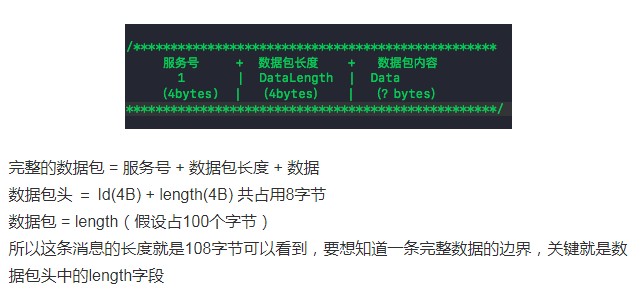 /*************************************************
服务号 + 数据包长度 + 数据包内容
1 | DataLength | Data
(4bytes) | (4bytes) | (? bytes)
*************************************************/
完整的数据包 = 服务号 + 数据包长度 + 数据
数据包头 = Id(4B) + length(4B) 共占用8字节
数据包 = length（假设占100个字节）
所以这条消息的长度就是108字节可以看到，要想知道一条完整数据的边界，关键就是数
据包头中的length字段